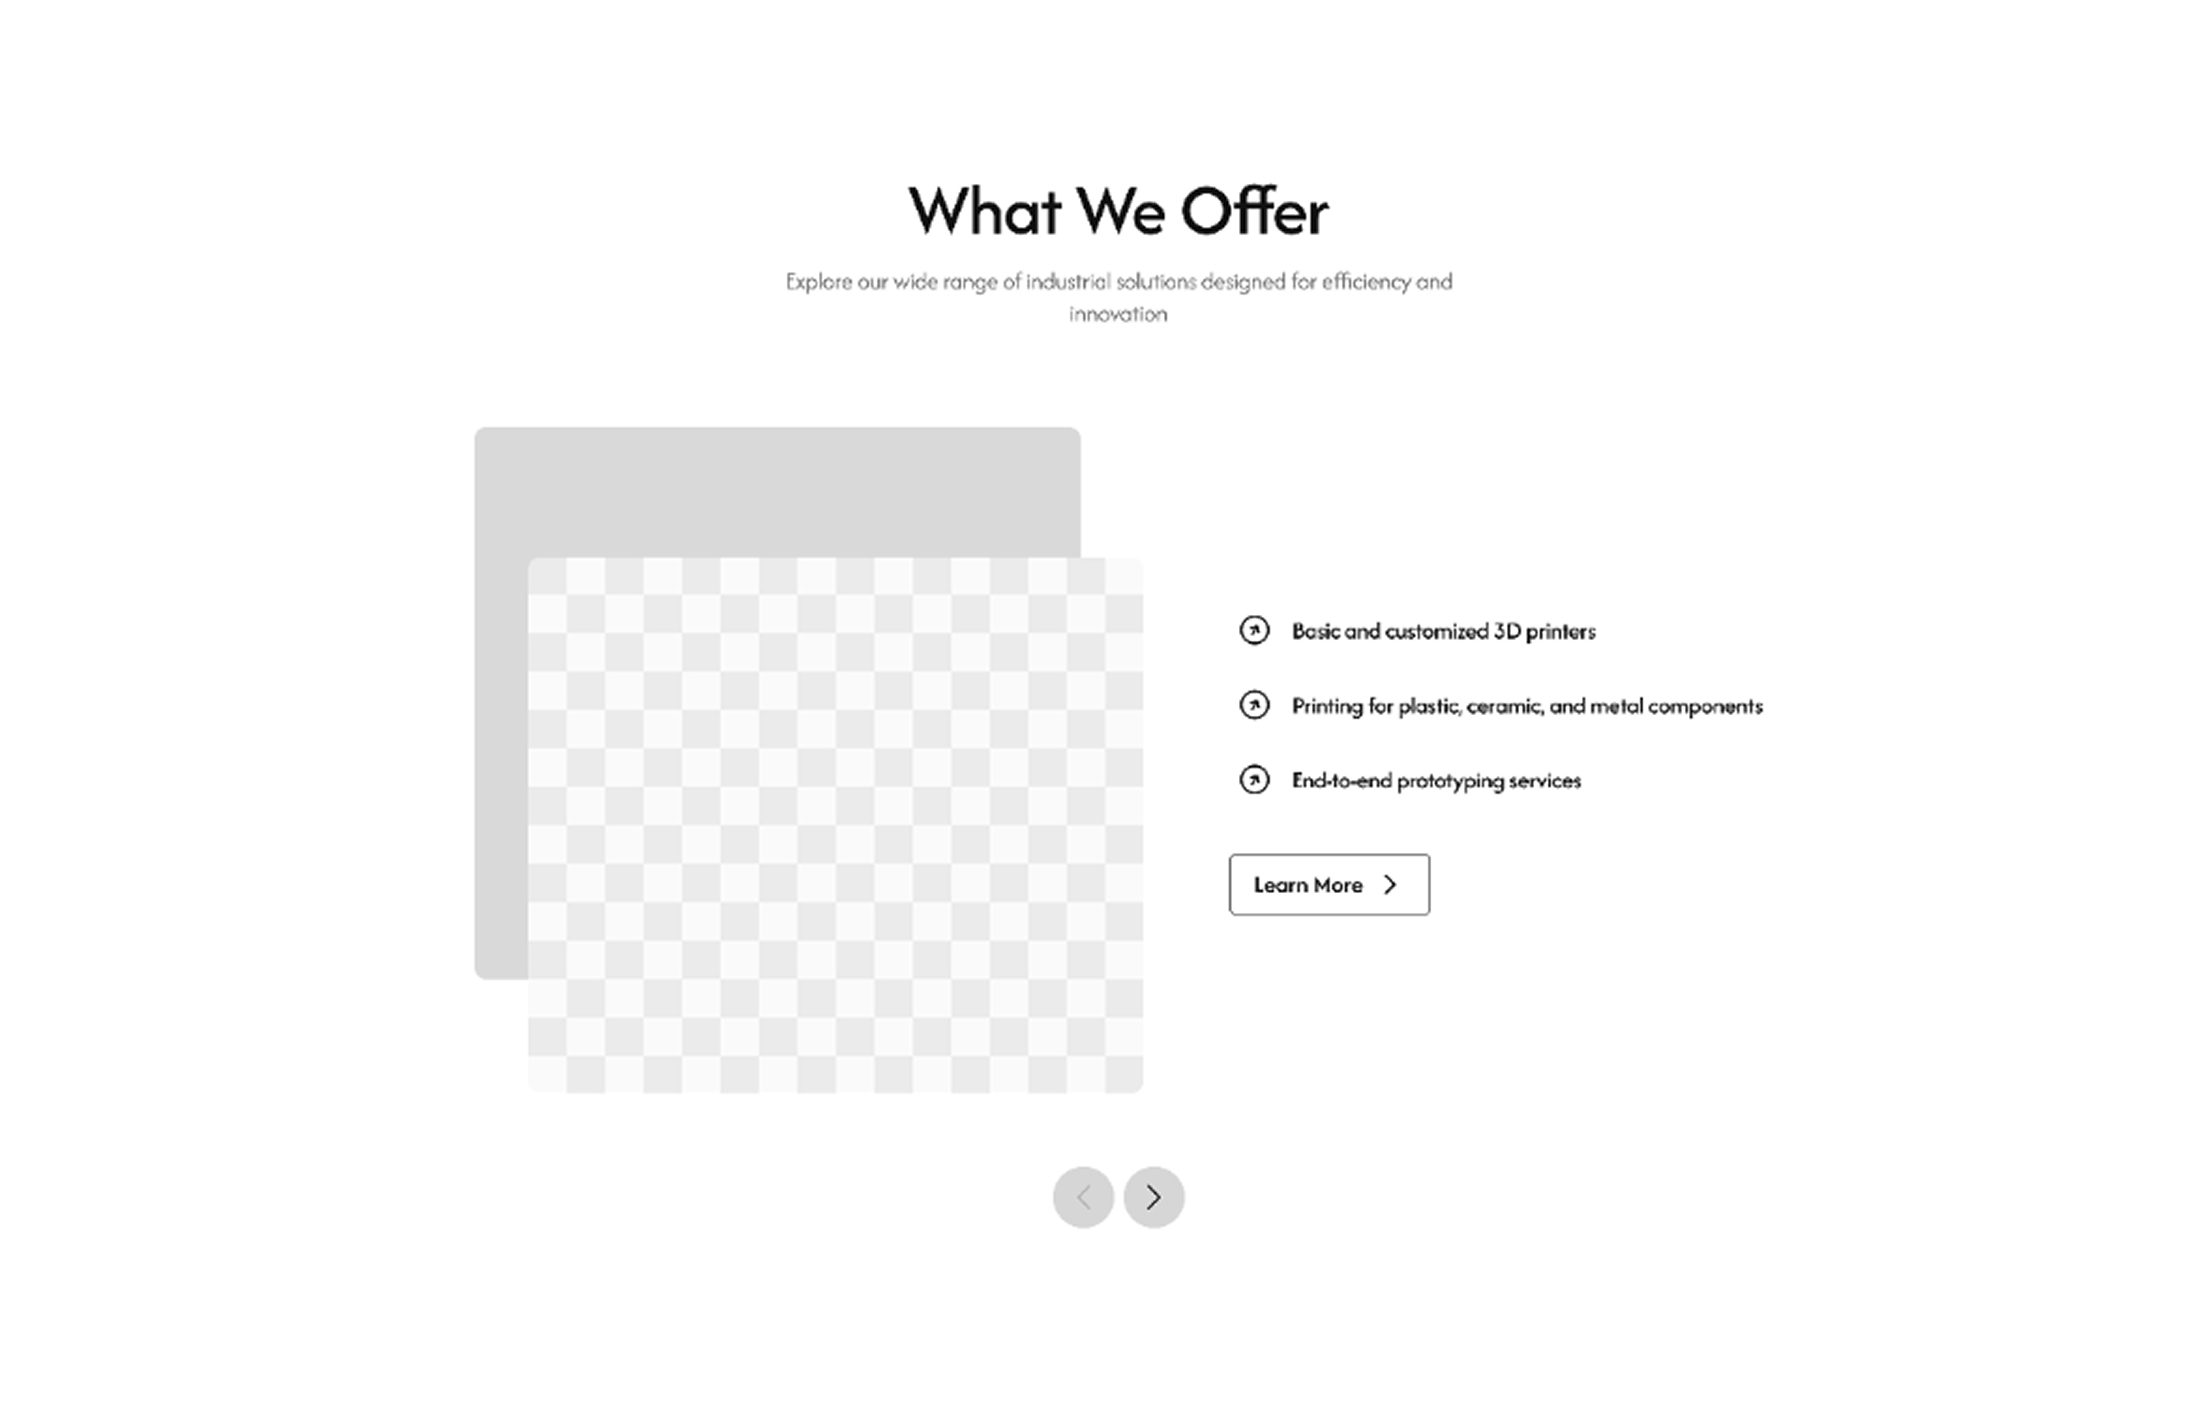 What We Offer
Explore our wide range of industrial solutions designed for efficiency and
innovation
Basic and customized 3D printers
Printing for plastic, ceramic, and metal components
End-to-end prototyping services
Learn More